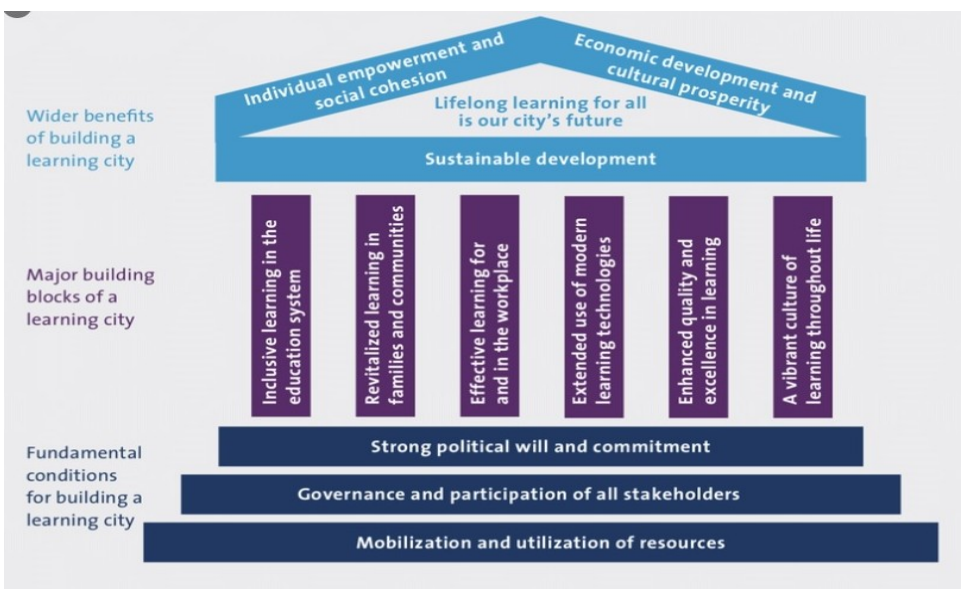 Individual empowerment and
social cohesion
Economic development and
cultural prosperity
Wider benefits
of building a
learning city
Lifelong learning for all
is our city's future
Sustainable development
Major building
blocks of a
learning city
Inclusive learning in the
education system
Revitalized learning in
families and communities
Effective learning for
and in the workplace
Extended use of modern
learning technologies
Enhanced quality and
excellence in learning
A vibrant culture of
learning throughout life
Fundamental
conditions
for building a
learning city
Strong political will and commitment
Governance and participation of all stakeholders
Mobilization and utilization of resources